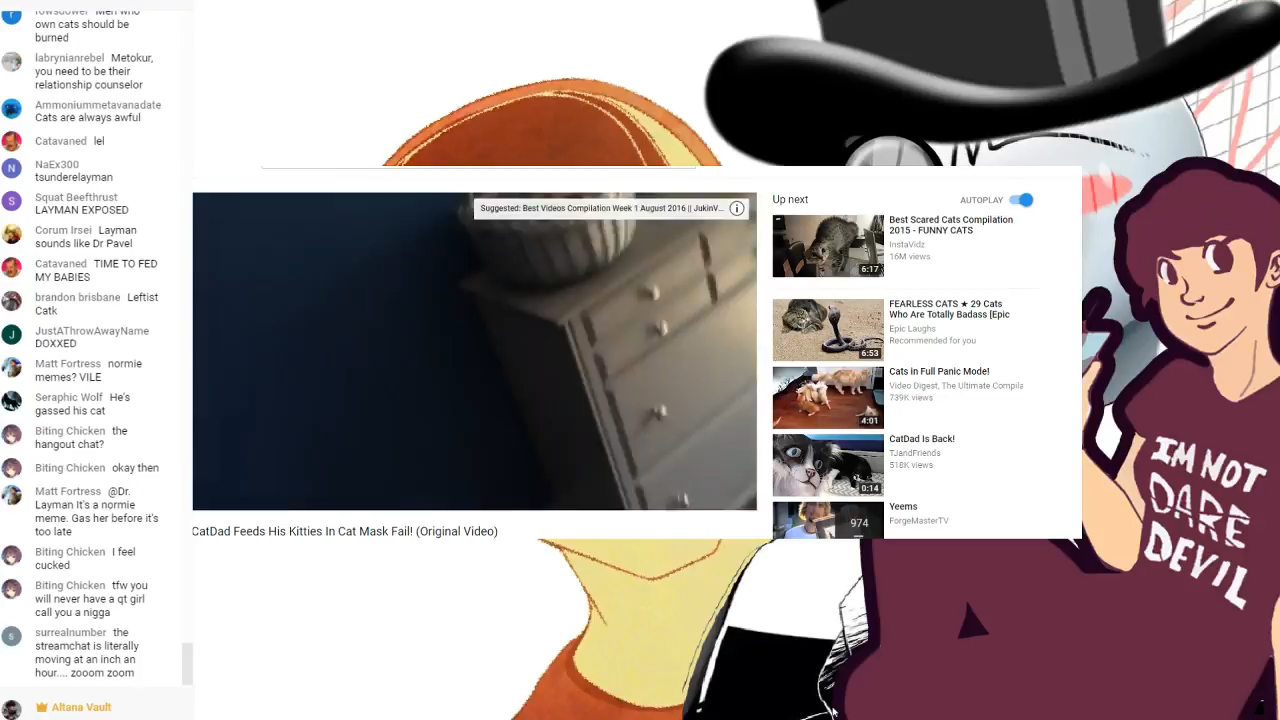 rowsdower Men who
own cats should be
burned
labrynianrebel Metokur,
you need to be their
relationship counselor
Ammoniummetavanadate
Cats are always awful
Catavaned lel
NaEx300
tsunderelayman
Squat Beefthrust
LAYMAN EXPOSED
Corum Irsei Layman
sounds like Dr Pavel
Catavaned TIME TO FED
MY BABIES
brandon brisbane Leftist
Catk
JustAThrowAwayName
DOXXED
Matt Fortress normie
memes? VILE
Seraphic Wolf He's
gassed his cat
Biting Chicken the
hangout chat?
Biting Chicken okay then
Matt Fortress @Dr.
Layman It's a normie
meme. Gas her before it's
too late
Biting Chicken I feel
cucked
Biting Chicken tfw you
will never have a qt girl
call you a nigga
surrealnumber the
streamchat is literally
moving at an inch an
hour.... zooom zoom
Altana Vault
Suggested: Best Videos Compilation Week 1 August 2016 || JukinV...
CatDad Feeds His Kitties In Cat Mask Fail! (Original Video)
Up next
AUTOPLAY
Best Scared Cats Compilation
2015 - FUNNY CATS
InstaVidz
16M views
6:17
FEARLESS CATS ★ 29 Cats
Who Are Totally Badass [Epic
Epic Laughs
Recommended for you
6:53
Cats in Full Panic Mode!
Video Digest, The Ultimate Compila
739K views
4:01
CatDad Is Back!
TJandFriends
518K views
0:14
Yeems
ForgeMasterTV
974
IM NOT
DARE
DEVIL